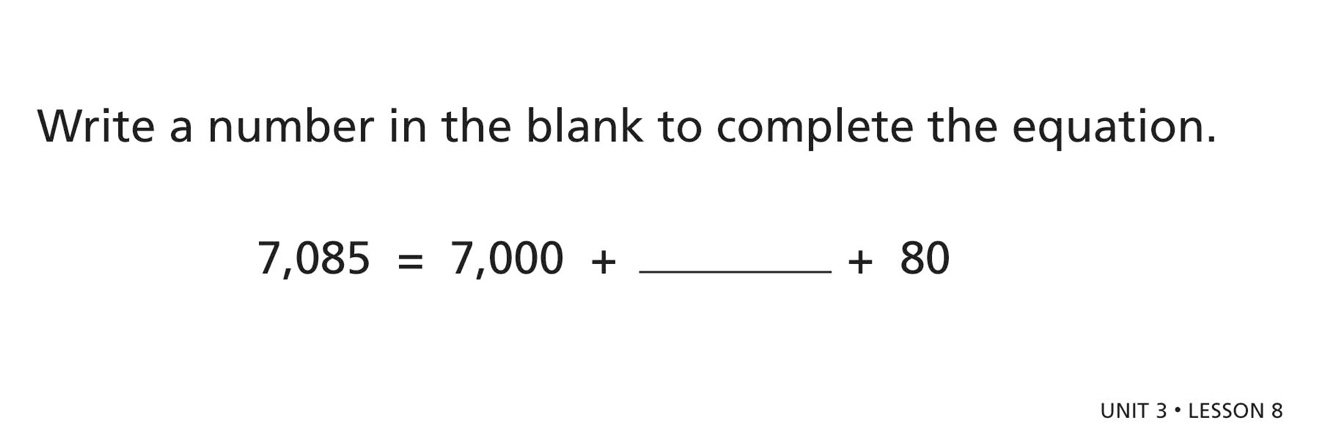 Write a number in the blank to complete the equation.
7,085 = 7,000 + ________ + 80
UNIT 3 • LESSON 8